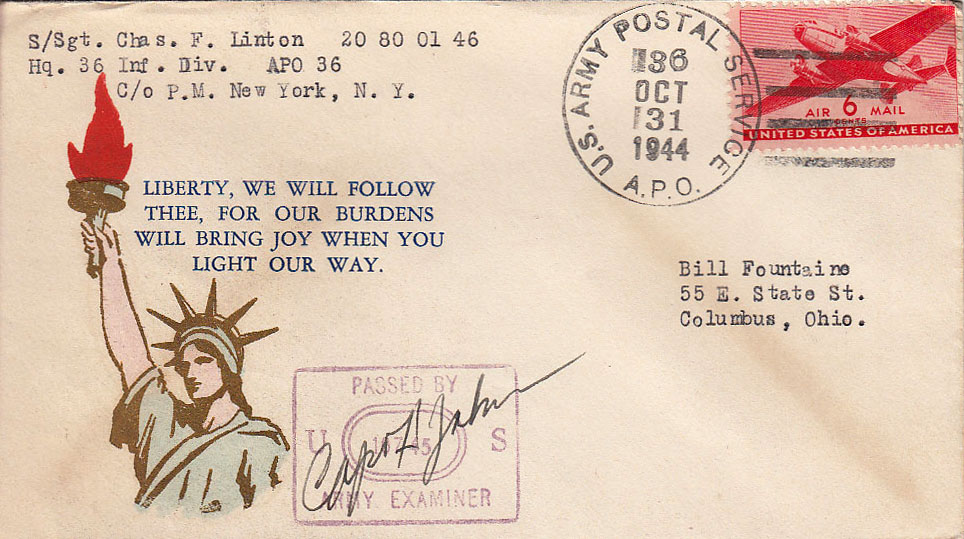 S/Sgt. Chas. F. Linton 20 80 01 46
Hq. 36 Inf. Div. APO 36
C/o P.M. New York, N. Y.
U.S. ARMY POSTAL SERVICE
A.P.O.
36
OCT
31
1944
AIR 6 MAIL
CENTS
UNITED STATES OF AMERICA
LIBERTY, WE WILL FOLLOW
THEE, FOR OUR BURDENS
WILL BRING JOY WHEN YOU
LIGHT OUR WAY.
Bill Fountaine
55 E. State St.
Columbus, Ohio.
PASSED BY
U S
ARMY EXAMINER